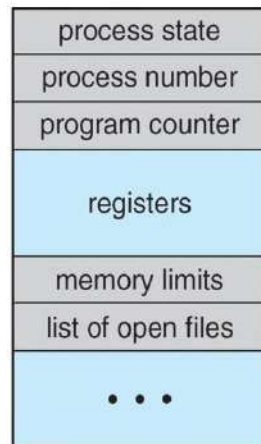 process state
process number
program counter
registers
memory limits
list of open files
• • •